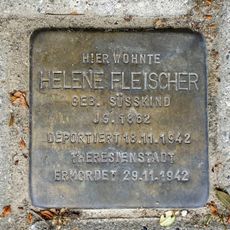 HIER WOHNTE
HELENE FLEISCHER
GEB. SÜSSKIND
JG. 1862
DEPORTIERT 18.11.1942
THERESIENSTADT
ERMORDET 29.11.1942